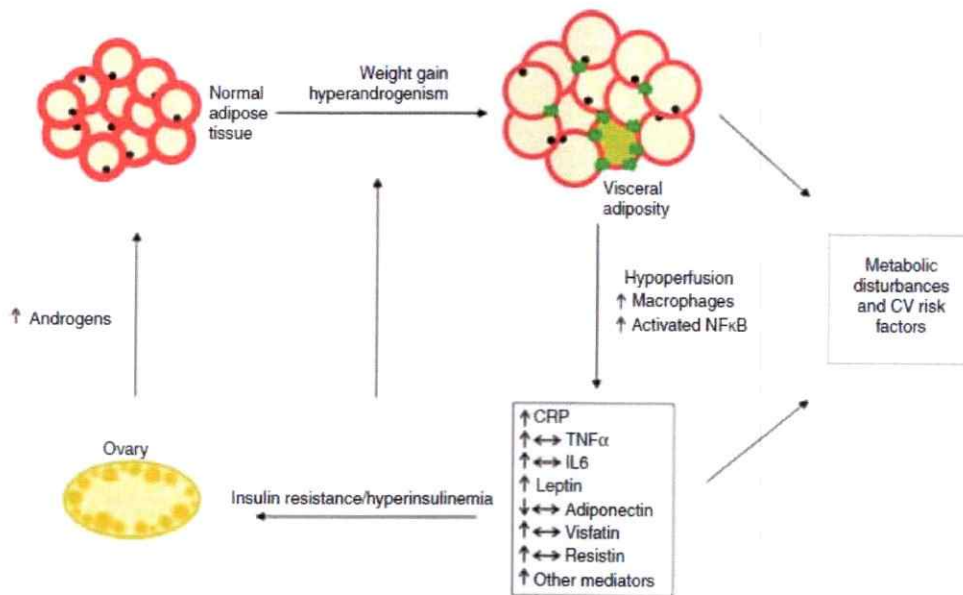 Weight gain
hyperandrogenism
Normal
adipose
tissue
Visceral
adiposity
Hypoperfusion
↑ Macrophages
↑ Activated NFκB
Metabolic
disturbances
and CV risk
factors
↑ Androgens
Ovary
Insulin resistance/hyperinsulinemia
↑ CRP
↑↔ TNFα
↑↔ IL6
↑ Leptin
↓↔ Adiponectin
↑↔ Visfatin
↑↔ Resistin
↑ Other mediators